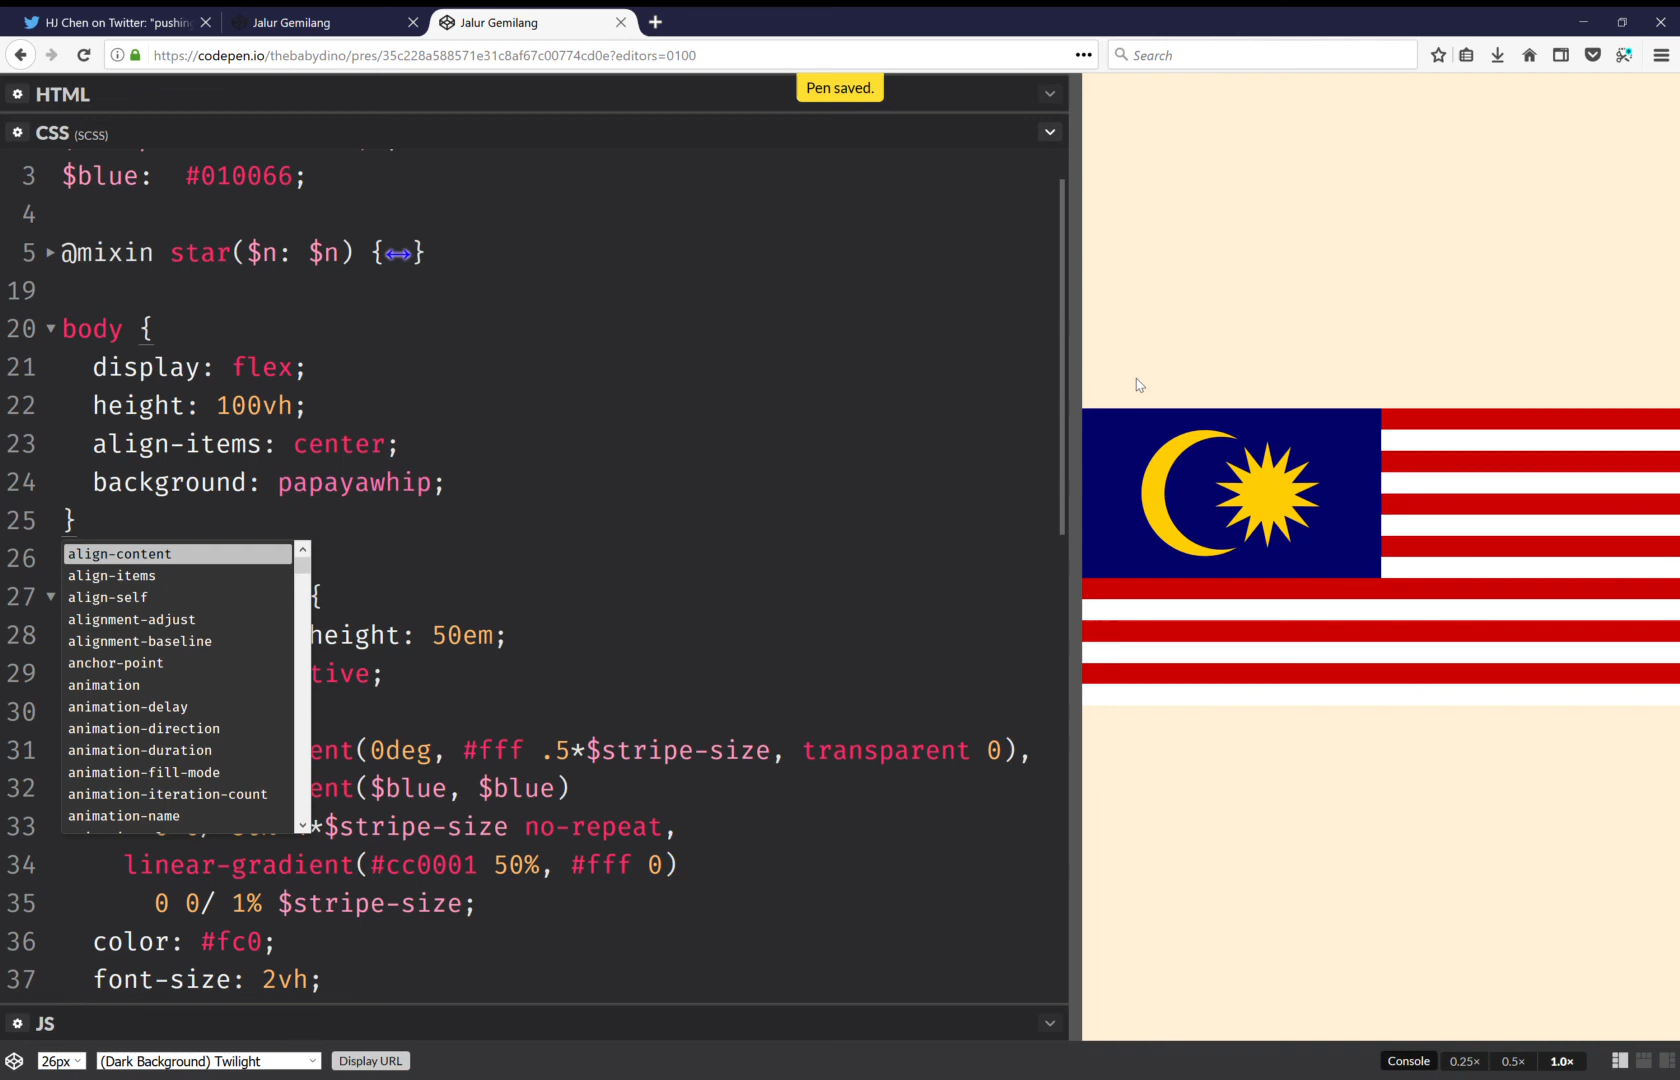 HJ Chen on Twitter: "pushin
Jalur Gemilang
Jalur Gemilang
https://codepen.io/thebabydino/pres/35c228a588571e31c8af67c00774cd0e?editors=0100
Search
HTML
Pen saved.
CSS (SCSS)
3 $blue: #010066;
4
5 @mixin star($n: $n) {↔}
19
20 body {
21 display: flex;
22 height: 100vh;
23 align-items: center;
24 background: papayawhip;
25 }
26
27 {
28 height: 50em;
29 tive;
30
31 ent(0deg, #fff .5*$stripe-size, transparent 0),
32 ent($blue, $blue)
33 *$stripe-size no-repeat,
34 linear-gradient(#cc0001 50%, #fff 0)
35 0 0/ 1% $stripe-size;
36 color: #fc0;
37 font-size: 2vh;
align-content
align-items
align-self
alignment-adjust
alignment-baseline
anchor-point
animation
animation-delay
animation-direction
animation-duration
animation-fill-mode
animation-iteration-count
animation-name
JS
26px
(Dark Background) Twilight
Display URL
Console
0.25×
0.5×
1.0×